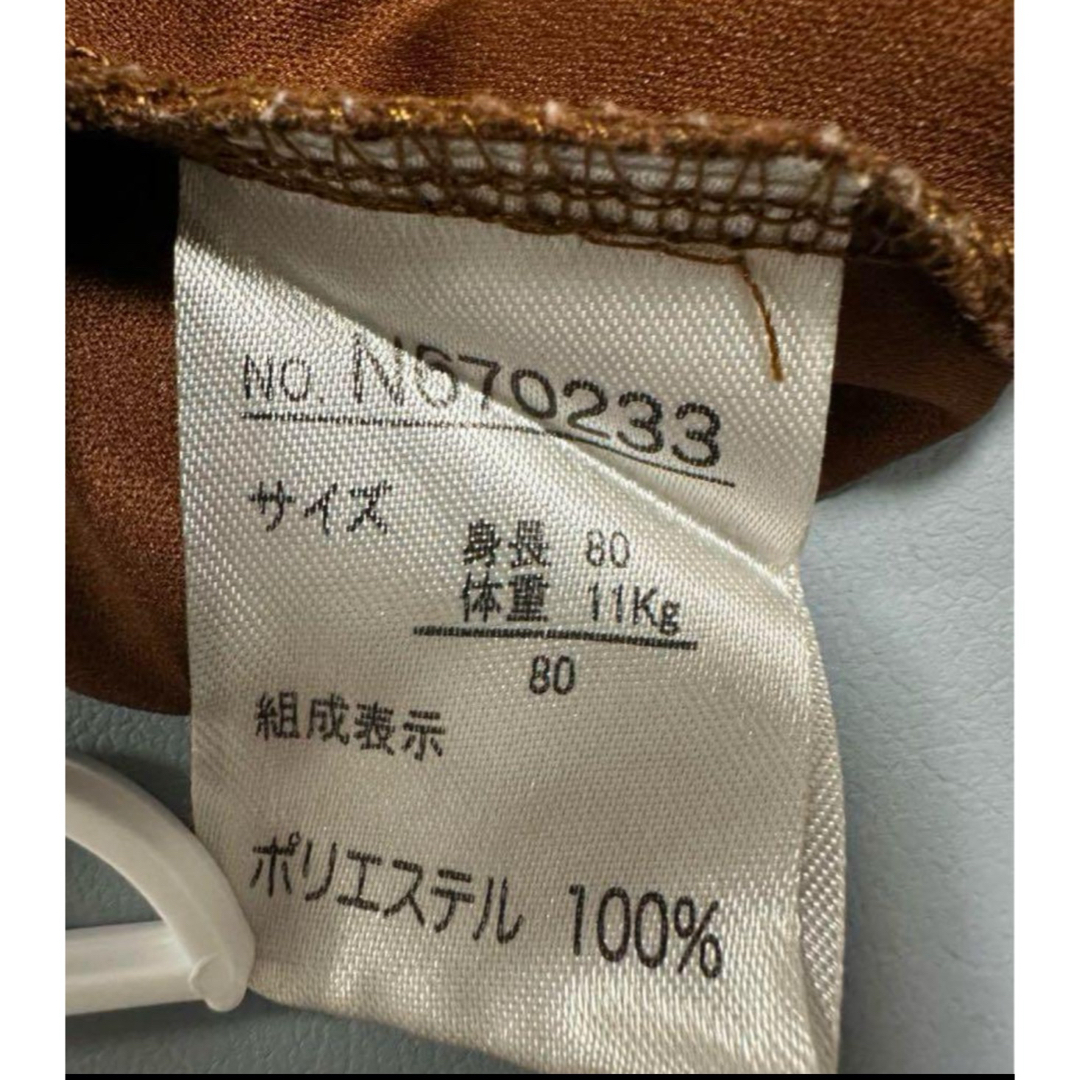 NO. N670233
サイズ
身長 80
体重 11Kg
80
組成表示
ポリエステル 100%